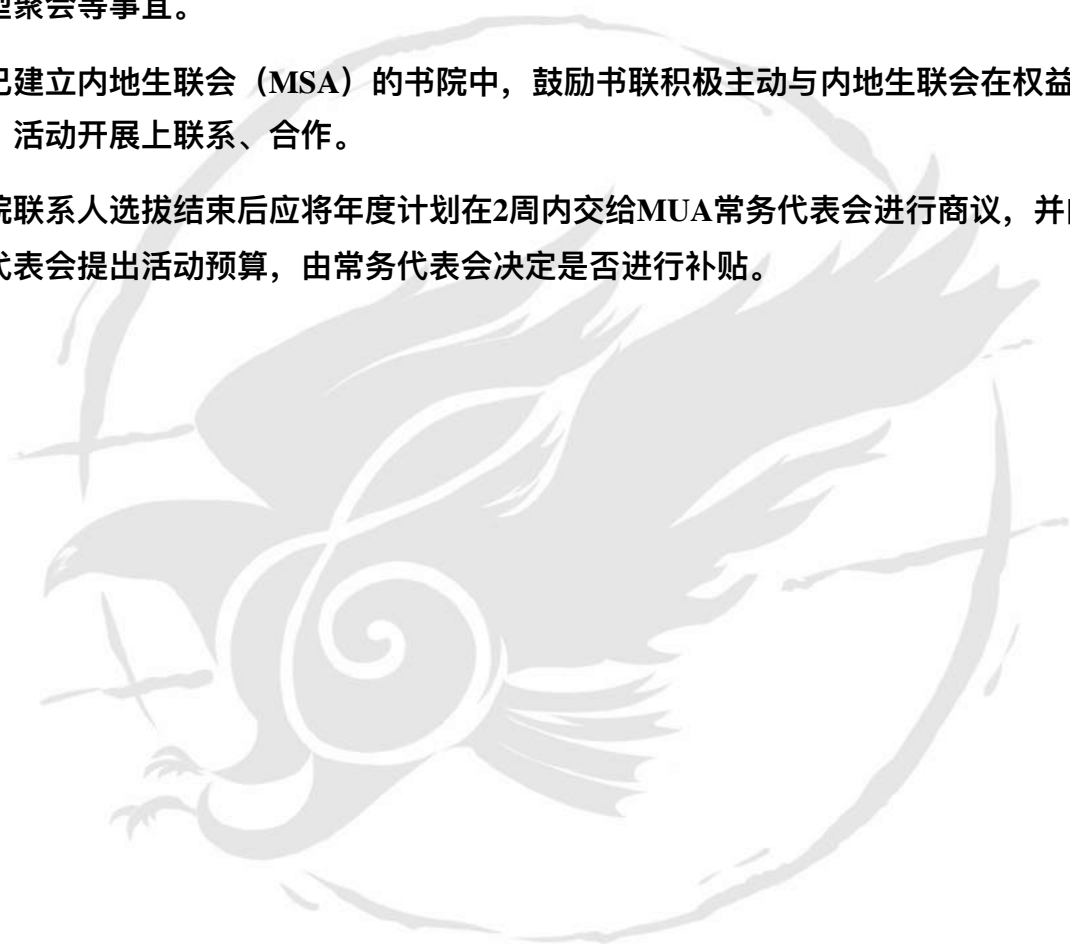 型聚会等事宜。
已建立内地生联会（MSA）的书院中，鼓励书联积极主动与内地生联会在权益
，活动开展上联系、合作。
院联系人选拔结束后应将年度计划在2周内交给MUA常务代表会进行商议，并
代表会提出活动预算，由常务代表会决定是否进行补贴。